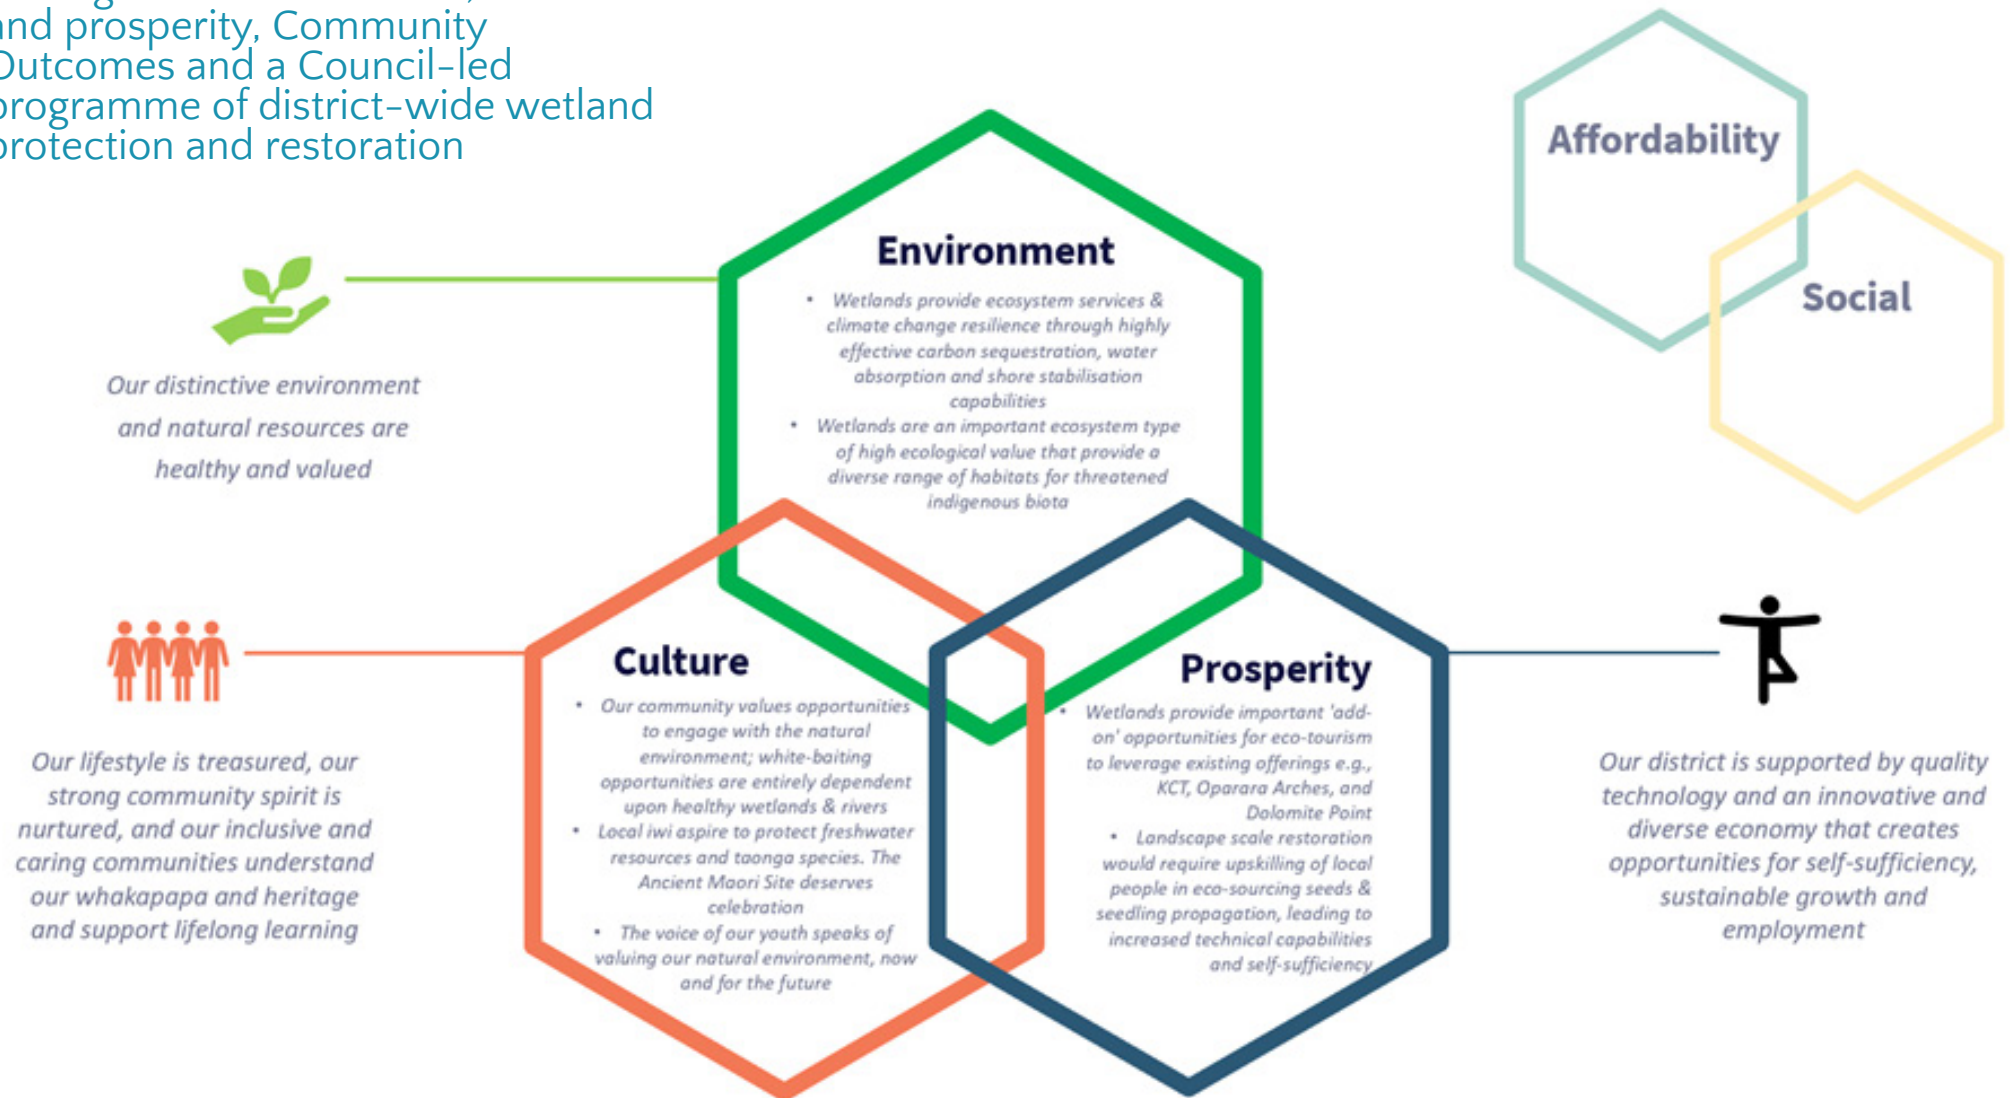 and prosperity, Community
Outcomes and a Council-led
programme of district-wide wetland
protection and restoration
Affordability
Social
Environment
• Wetlands provide ecosystem services &
climate change resilience through highly
effective carbon sequestration, water
absorption and shore stabilisation
capabilities
• Wetlands are an important ecosystem type
of high ecological value that provide a
diverse range of habitats for threatened
indigenous biota
Our distinctive environment
and natural resources are
healthy and valued
Culture
• Our community values opportunities
to engage with the natural
environment; white-baiting
opportunities are entirely dependent
upon healthy wetlands & rivers
• Local iwi aspire to protect freshwater
resources and taonga species. The
Ancient Maori Site deserves
celebration
• The voice of our youth speaks of
valuing our natural environment, now
and for the future
Prosperity
• Wetlands provide important 'add-
on' opportunities for eco-tourism
to leverage existing offerings e.g.,
KCT, Oparara Arches, and
Dolomite Point
• Landscape scale restoration
would require upskilling of local
people in eco-sourcing seeds &
seedling propagation, leading to
increased technical capabilities
and self-sufficiency
Our lifestyle is treasured, our
strong community spirit is
nurtured, and our inclusive and
caring communities understand
our whakapapa and heritage
and support lifelong learning
Our district is supported by quality
technology and an innovative and
diverse economy that creates
opportunities for self-sufficiency,
sustainable growth and
employment